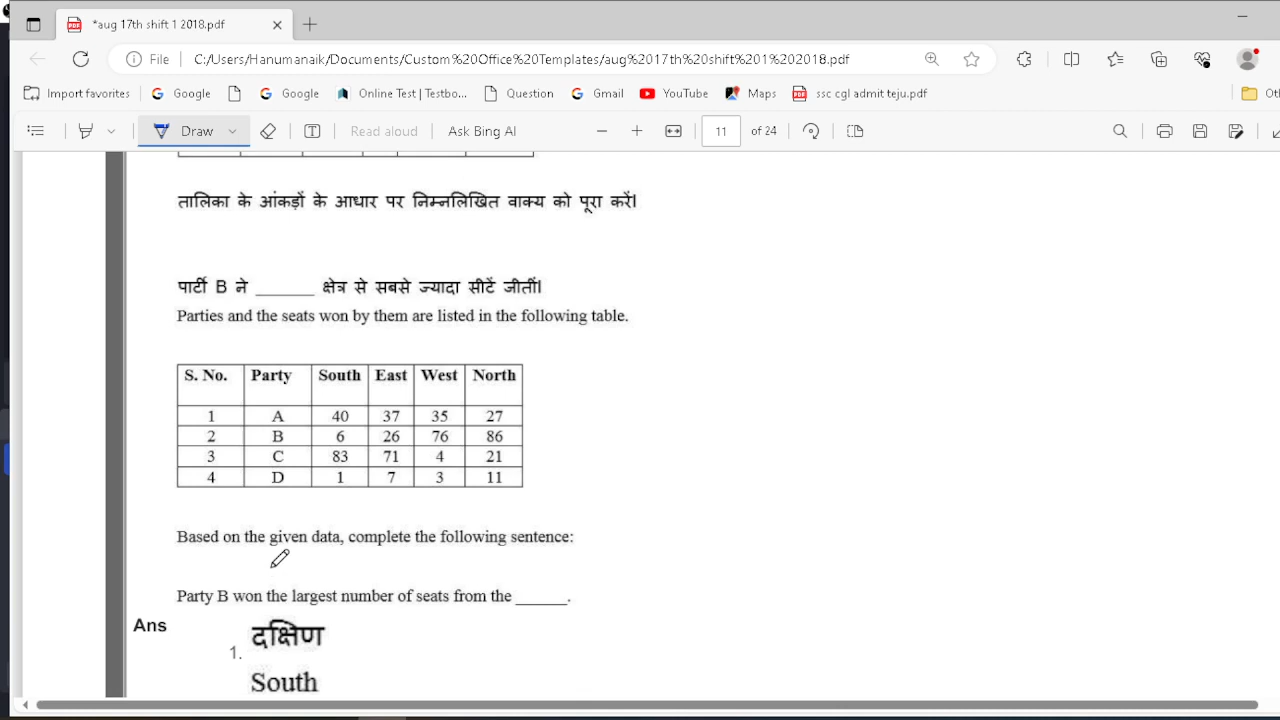 *aug 17th shift 1 2018.pdf
File C:/Users/Hanumanaik/Documents/Custom%20Office%20Templates/aug%2017th%20shift%201%202018.pdf
Import favorites Google Google Online Test | Testbo... Question Gmail YouTube Maps ssc cgl admit teju.pdf
Draw Read aloud Ask Bing AI 11 of 24
तालिका के आंकड़ों के आधार पर निम्नलिखित वाक्य को पूरा करें।
पार्टी B ने ______ क्षेत्र से सबसे ज्यादा सीटें जीतीं।
Parties and the seats won by them are listed in the following table.
S. No. Party South East West North
1 A 40 37 35 27
2 B 6 26 76 86
3 C 83 71 4 21
4 D 1 7 3 11
Based on the given data, complete the following sentence:
Party B won the largest number of seats from the ______.
Ans
1. दक्षिण
South